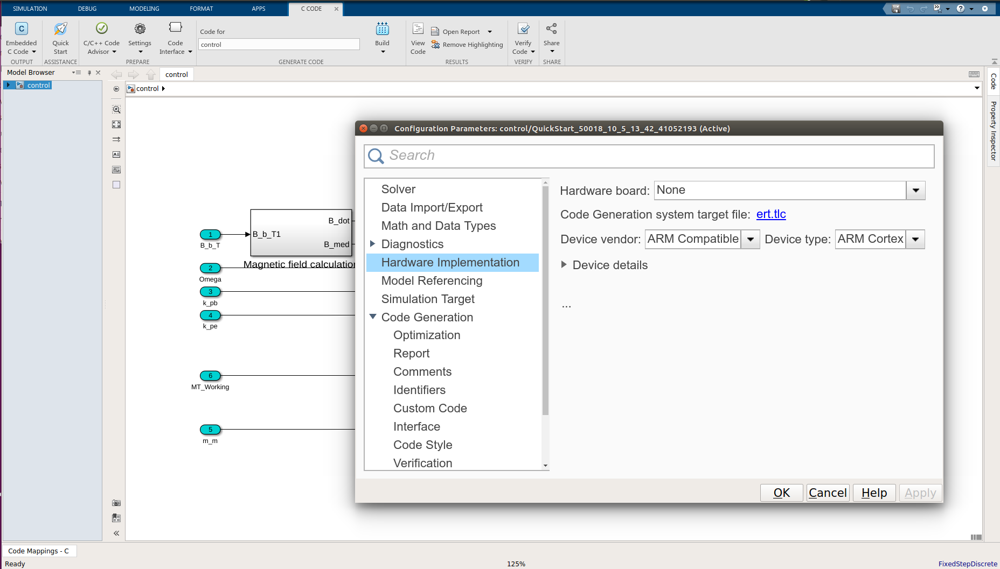 SIMULATION DEBUG MODELING FORMAT APPS C CODE
C
Embedded C Code
OUTPUT
Quick Start
ASSISTANCE
C/C++ Code Advisor
Settings
Code Interface
PREPARE
Code for
control
Build
GENERATE CODE
View Code
Open Report
Remove Highlighting
RESULTS
Verify Code
VERIFY
Share
SHARE
Model Browser
control
control
control
Code
Property Inspector
1
B_b_T
B_b_T1
B_dot
B_med
Magnetic field calculation
2
Omega
3
k_pb
4
k_pe
6
MT_Working
5
m_m
Configuration Parameters: control/QuickStart_50018_10_5_13_42_41052193 (Active)
Search
Solver
Data Import/Export
Math and Data Types
Diagnostics
Hardware Implementation
Model Referencing
Simulation Target
Code Generation
Optimization
Report
Comments
Identifiers
Custom Code
Interface
Code Style
Verification
Hardware board: None
Code Generation system target file: ert.tlc
Device vendor: ARM Compatible Device type: ARM Cortex
Device details
...
OK Cancel Help Apply
Code Mappings - C
Ready 125% FixedStepDiscrete